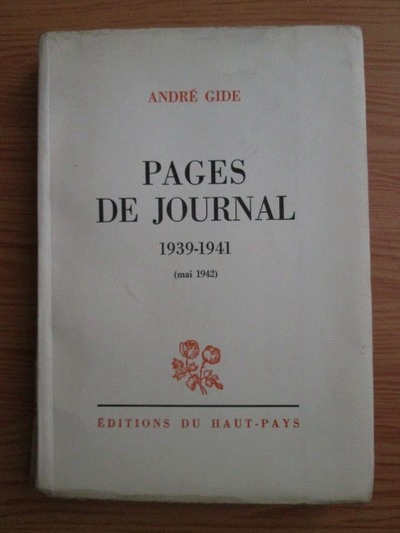 ANDRÉ GIDE
PAGES
DE JOURNAL
1939-1941
(mai 1942)
ÉDITIONS DU HAUT-PAYS